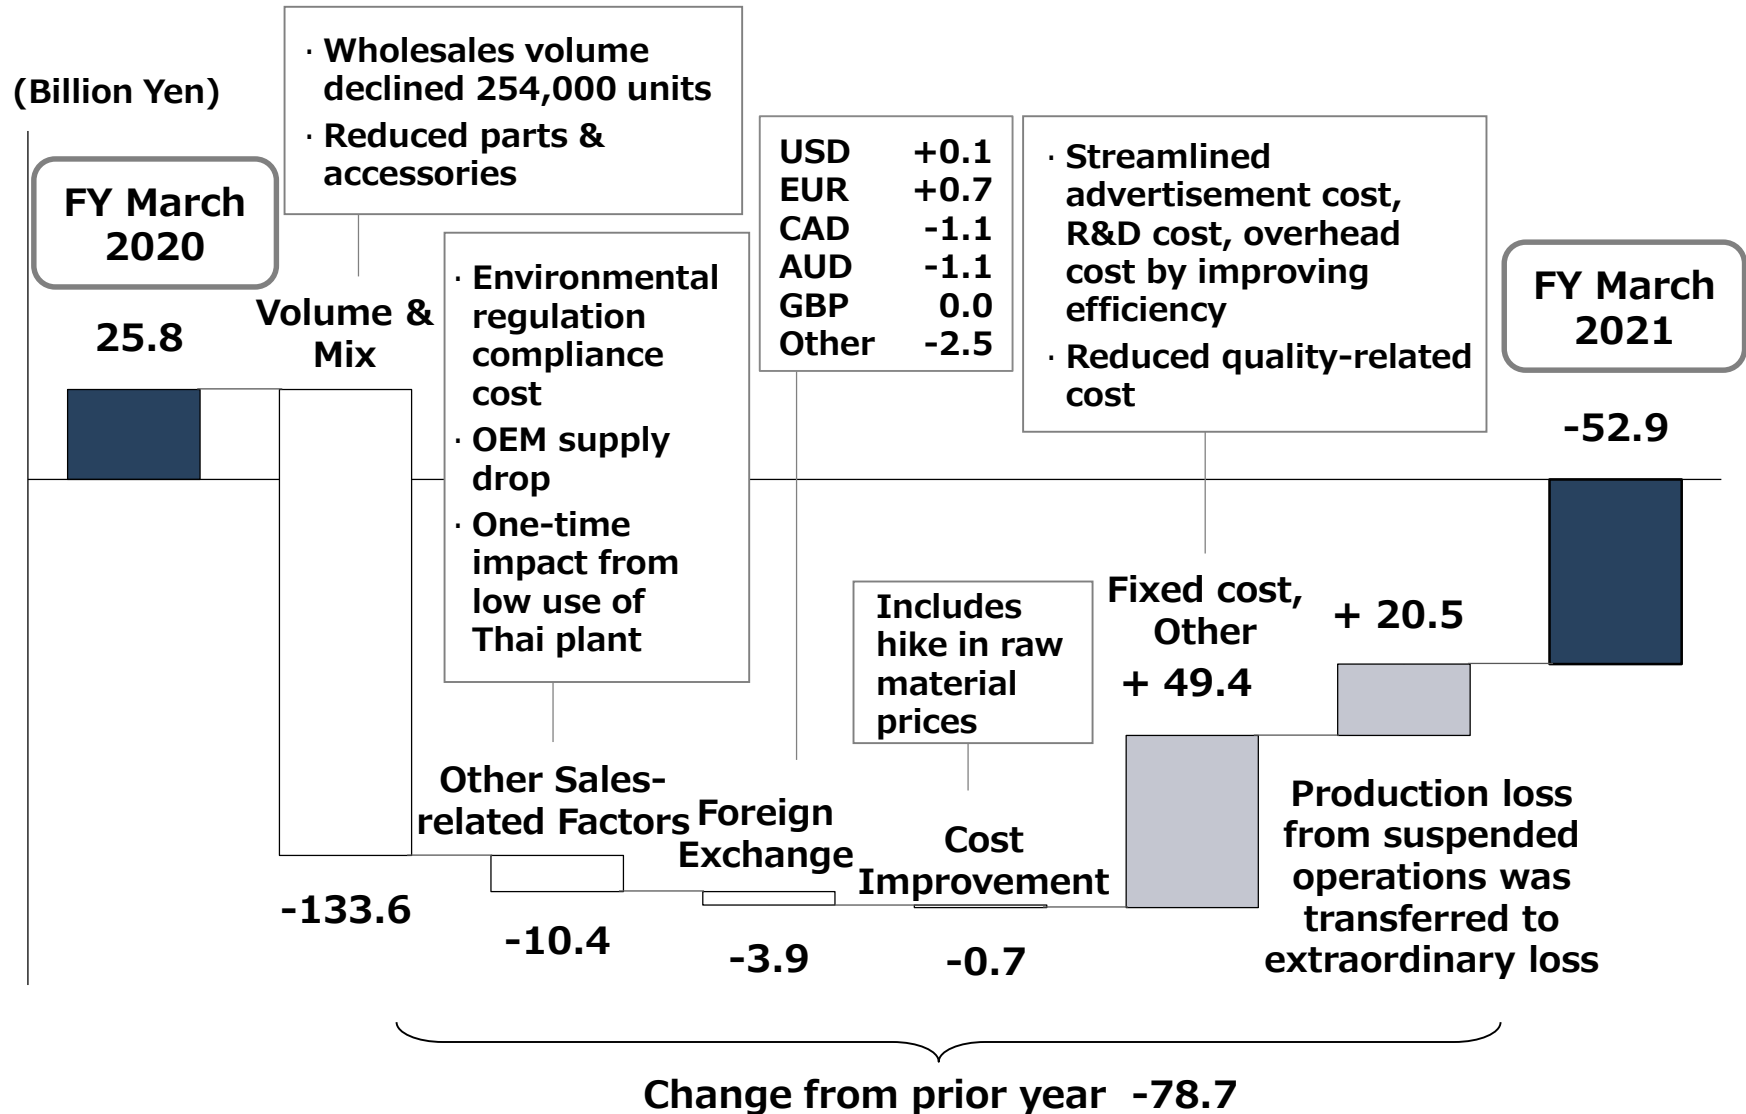 (Billion Yen)
FY March
2020
25.8
· Wholesales volume
declined 254,000 units
· Reduced parts &
accessories
Volume &
Mix
-133.6
· Environmental
regulation
compliance
cost
· OEM supply
drop
· One-time
impact from
low use of
Thai plant
Other Sales-
related Factors
-10.4
USD +0.1
EUR +0.7
CAD -1.1
AUD -1.1
GBP 0.0
Other -2.5
Foreign
Exchange
-3.9
Includes
hike in raw
material
prices
Cost
Improvement
-0.7
· Streamlined
advertisement cost,
R&D cost, overhead
cost by improving
efficiency
· Reduced quality-related
cost
Fixed cost,
Other
+ 49.4
+ 20.5
Production loss
from suspended
operations was
transferred to
extraordinary loss
FY March
2021
-52.9
Change from prior year -78.7